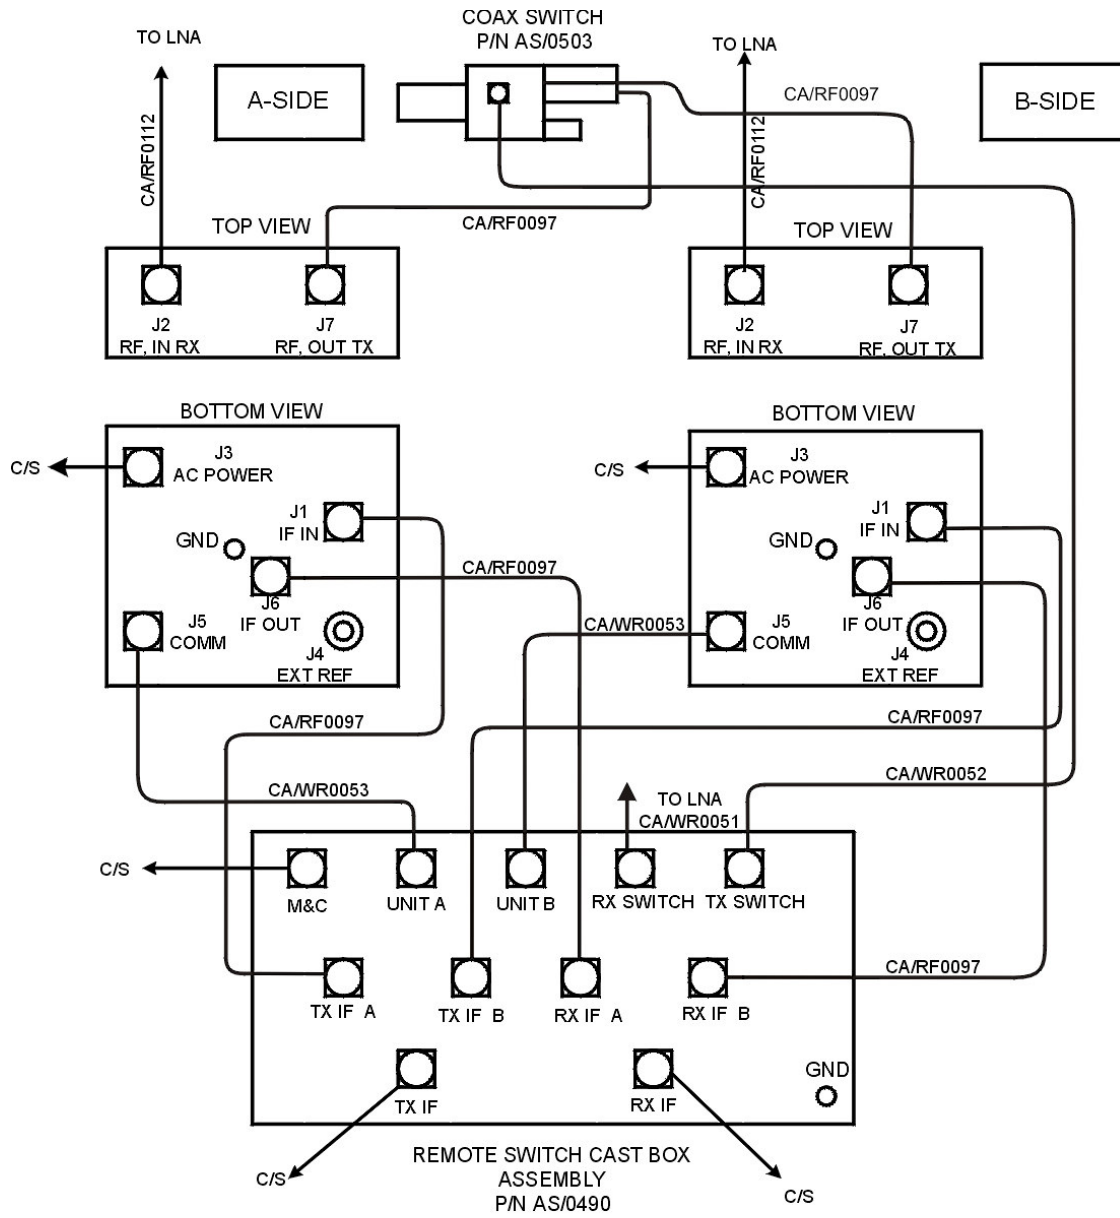 COAX SWITCH
P/N AS/0503
TO LNA
TO LNA
A-SIDE
B-SIDE
CA/RF0097
CA/RF0112
CA/RF0112
CA/RF0097
TOP VIEW
TOP VIEW
J2
RF, IN RX
J7
RF, OUT TX
J2
RF, IN RX
J7
RF, OUT TX
BOTTOM VIEW
BOTTOM VIEW
C/S
J3
AC POWER
J1
IF IN
GND
J6
IF OUT
J5
COMM
J4
EXT REF
CA/RF0097
C/S
J3
AC POWER
J1
IF IN
GND
J6
IF OUT
J5
COMM
J4
EXT REF
CA/WR0053
CA/RF0097
CA/RF0097
CA/WR0053
CA/WR0052
TO LNA
CA/WR0051
C/S
M&C
UNIT A
UNIT B
RX SWITCH
TX SWITCH
CA/RF0097
TX IF A
TX IF B
RX IF A
RX IF B
TX IF
RX IF
GND
C/S
C/S
REMOTE SWITCH CAST BOX
ASSEMBLY
P/N AS/0490